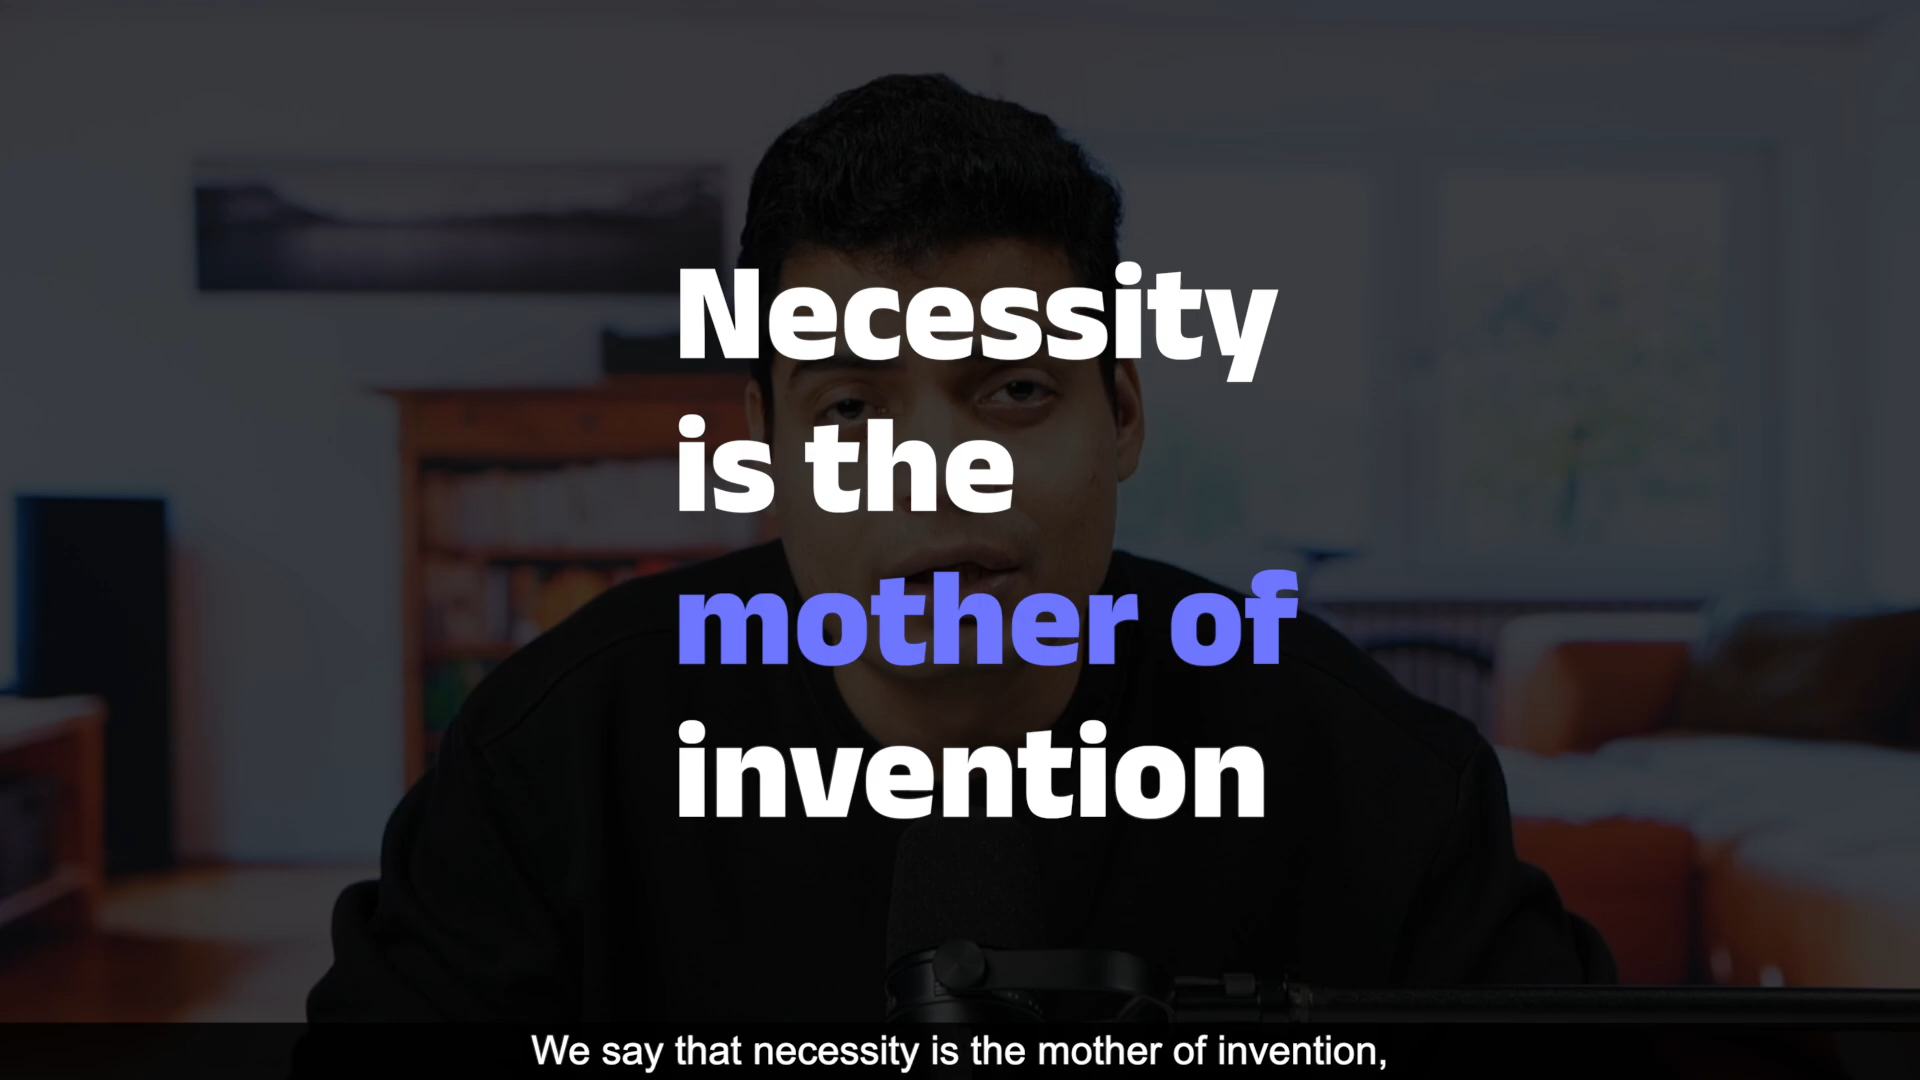 Necessity
is the
mother of
invention
We say that necessity is the mother of invention,